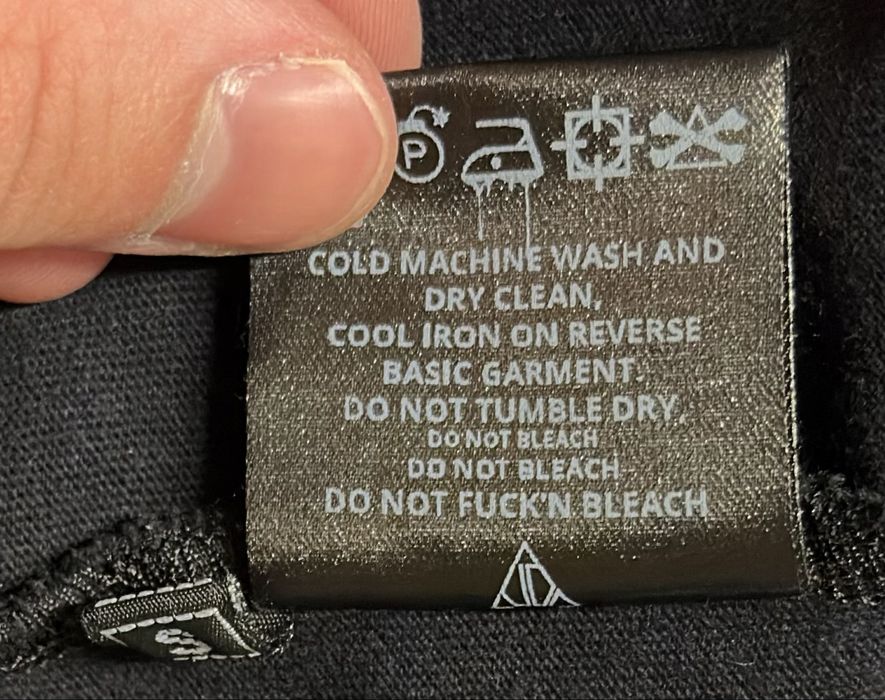 P
COLD MACHINE WASH AND
DRY CLEAN,
COOL IRON ON REVERSE
BASIC GARMENT.
DO NOT TUMBLE DRY.
DO NOT BLEACH
DO NOT BLEACH
DO NOT FUCK'N BLEACH
S